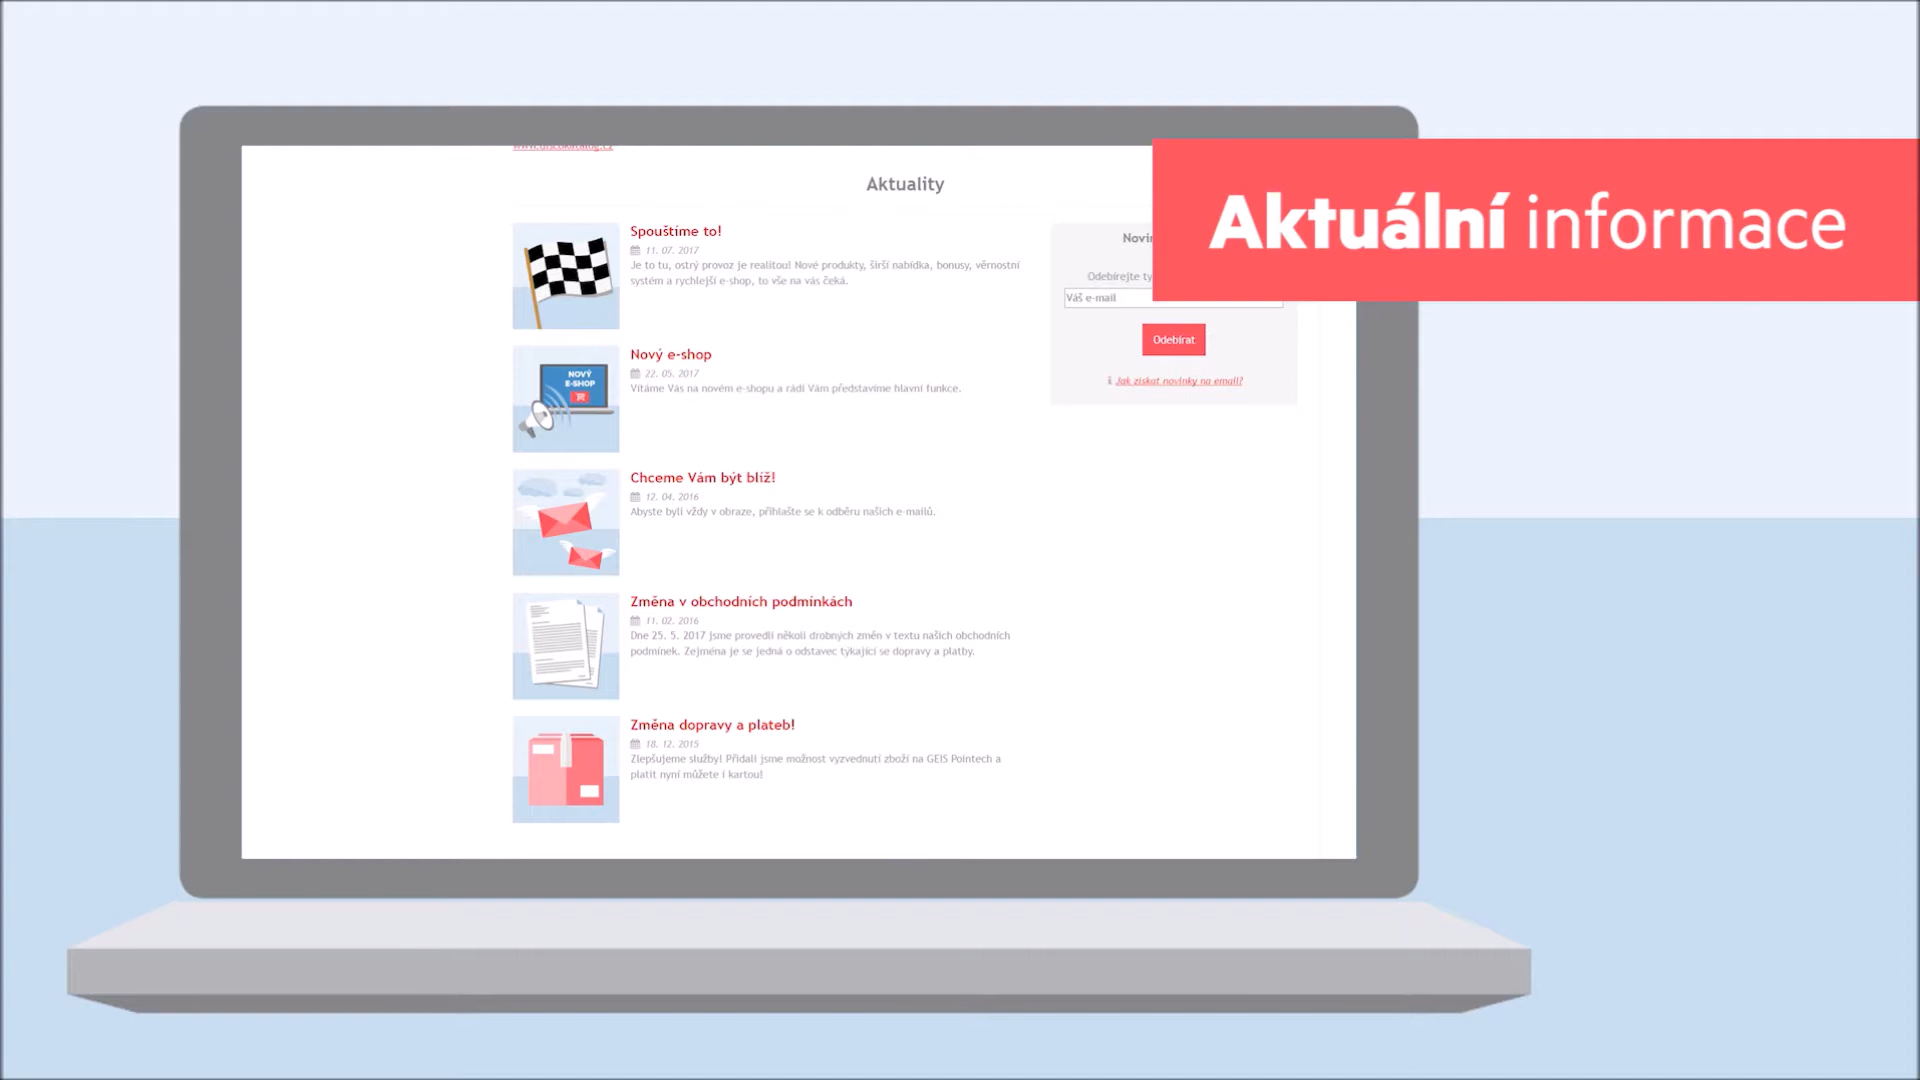 Aktuální informace
Aktuality
Spouštíme to!
11. 07. 2017
Je to tu, ostrý provoz je realitou! Nové produkty, širší nabídka, bonusy, věrnostní
systém a rychlejší e-shop, to vše na vás čeká.
NOVÝ
E-SHOP
Nový e-shop
22. 05. 2017
Vítáme Vás na novém e-shopu a rádi Vám představíme hlavní funkce.
Chceme Vám být blíž!
12. 04. 2016
Abyste byli vždy v obraze, přihlašte se k odběru našich e-mailů.
Změna v obchodních podmínkách
11. 02. 2016
Dne 25. 5. 2017 jsme provedli několi drobných změn v textu našich obchodních
podmínek. Zejména je se jedná o odstavec týkající se dopravy a platby.
Změna dopravy a plateb!
18. 12. 2015
Zlepšujeme služby! Přidali jsme možnost vyzvednutí zboží na GEIS Pointech a
platit nyní můžete i kartou!
Odebírejte
Váš e-mail
Odebírat
Jak získat novinky na email?